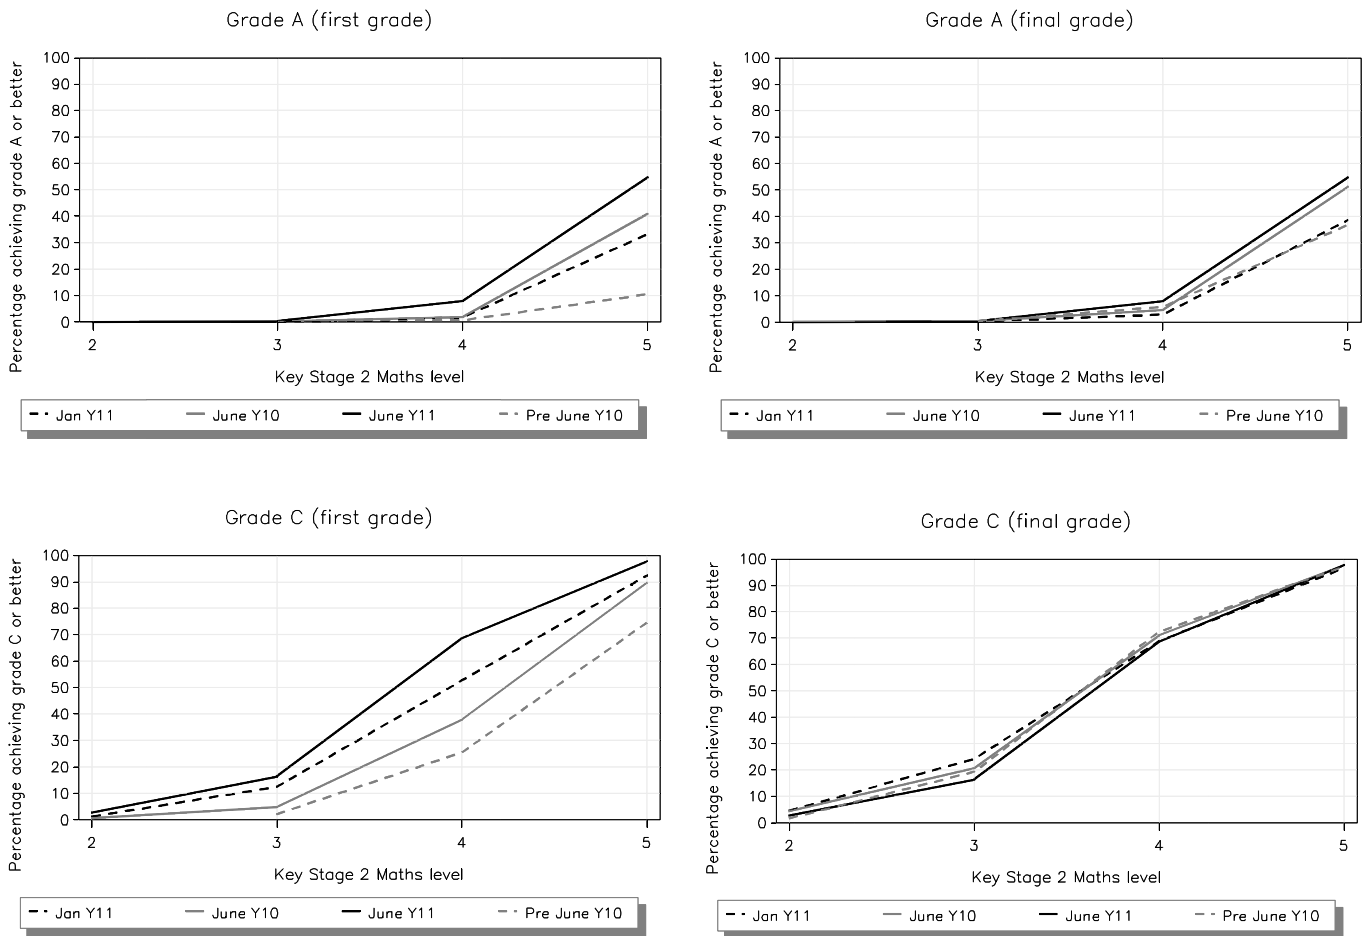 Grade A (first grade)
Percentage achieving grade A or better
100
90
80
70
60
50
40
30
20
10
0
2 3 4 5
Key Stage 2 Maths level
Jan Y11 June Y10 June Y11 Pre June Y10
Grade A (final grade)
Percentage achieving grade A or better
100
90
80
70
60
50
40
30
20
10
0
2 3 4 5
Key Stage 2 Maths level
Jan Y11 June Y10 June Y11 Pre June Y10
Grade C (first grade)
Percentage achieving grade C or better
100
90
80
70
60
50
40
30
20
10
0
2 3 4 5
Key Stage 2 Maths level
Jan Y11 June Y10 June Y11 Pre June Y10
Grade C (final grade)
Percentage achieving grade C or better
100
90
80
70
60
50
40
30
20
10
0
2 3 4 5
Key Stage 2 Maths level
Jan Y11 June Y10 June Y11 Pre June Y10